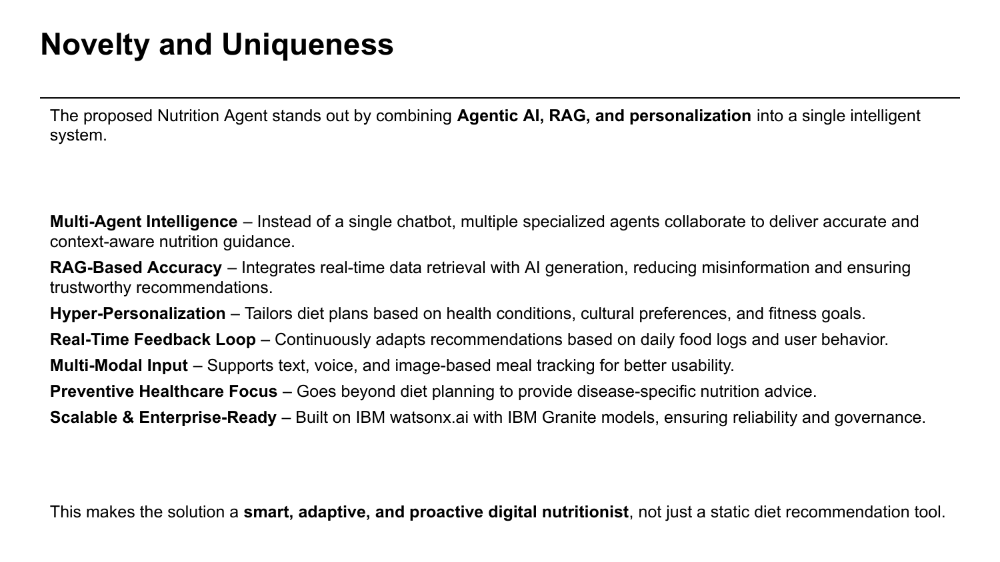 Novelty and Uniqueness
The proposed Nutrition Agent stands out by combining Agentic AI, RAG, and personalization into a single intelligent
system.
Multi-Agent Intelligence – Instead of a single chatbot, multiple specialized agents collaborate to deliver accurate and
context-aware nutrition guidance.
RAG-Based Accuracy – Integrates real-time data retrieval with AI generation, reducing misinformation and ensuring
trustworthy recommendations.
Hyper-Personalization – Tailors diet plans based on health conditions, cultural preferences, and fitness goals.
Real-Time Feedback Loop – Continuously adapts recommendations based on daily food logs and user behavior.
Multi-Modal Input – Supports text, voice, and image-based meal tracking for better usability.
Preventive Healthcare Focus – Goes beyond diet planning to provide disease-specific nutrition advice.
Scalable & Enterprise-Ready – Built on IBM watsonx.ai with IBM Granite models, ensuring reliability and governance.
This makes the solution a smart, adaptive, and proactive digital nutritionist, not just a static diet recommendation tool.